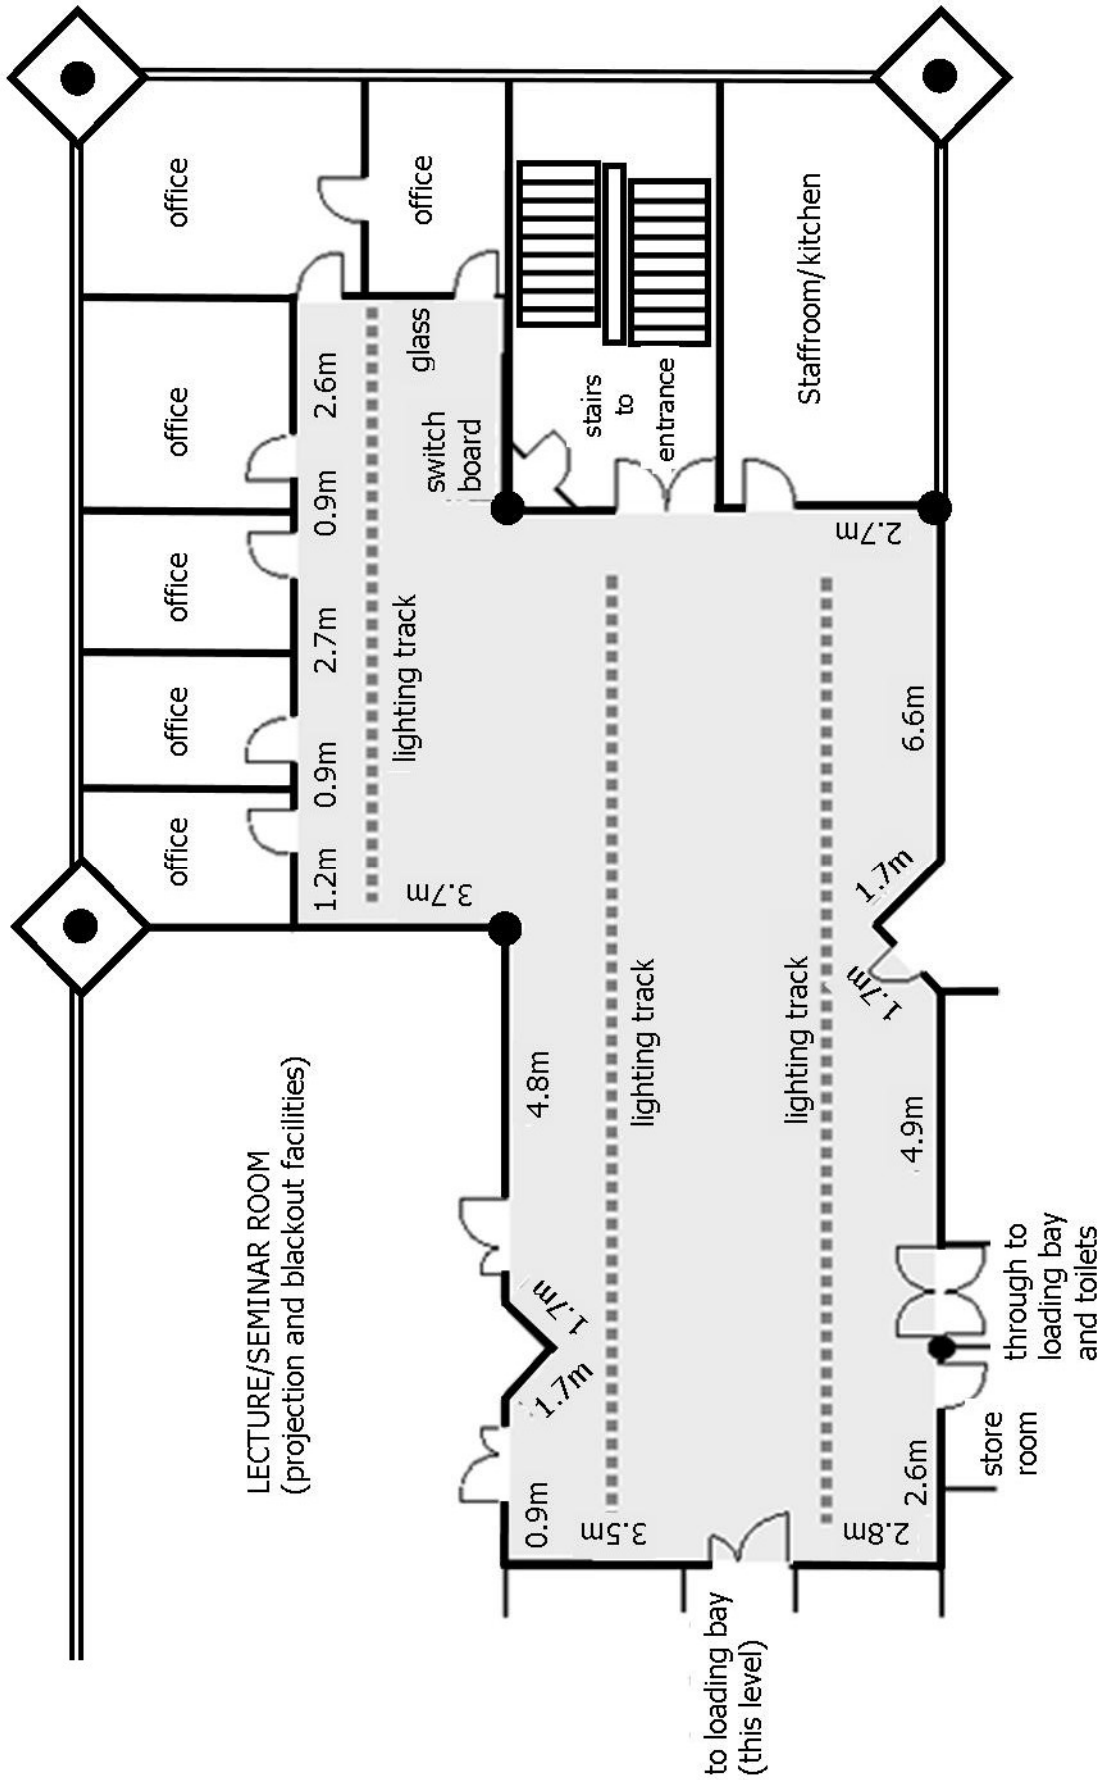 office
office
office
office
office
LECTURE/SEMINAR ROOM
(projection and blackout facilities)
1.2m
0.9m
2.7m
0.9m
2.6m
3.7m
lighting track
glass
office
switch
board
0.9m
1.7m
1.7m
4.8m
stairs
to
entrance
3.5m
lighting track
to loading bay
(this level)
lighting track
Staffroom/kitchen
2.8m
1.7m
1.7m
2.7m
2.6m
4.9m
6.6m
store
room
through to
loading bay
and toilets